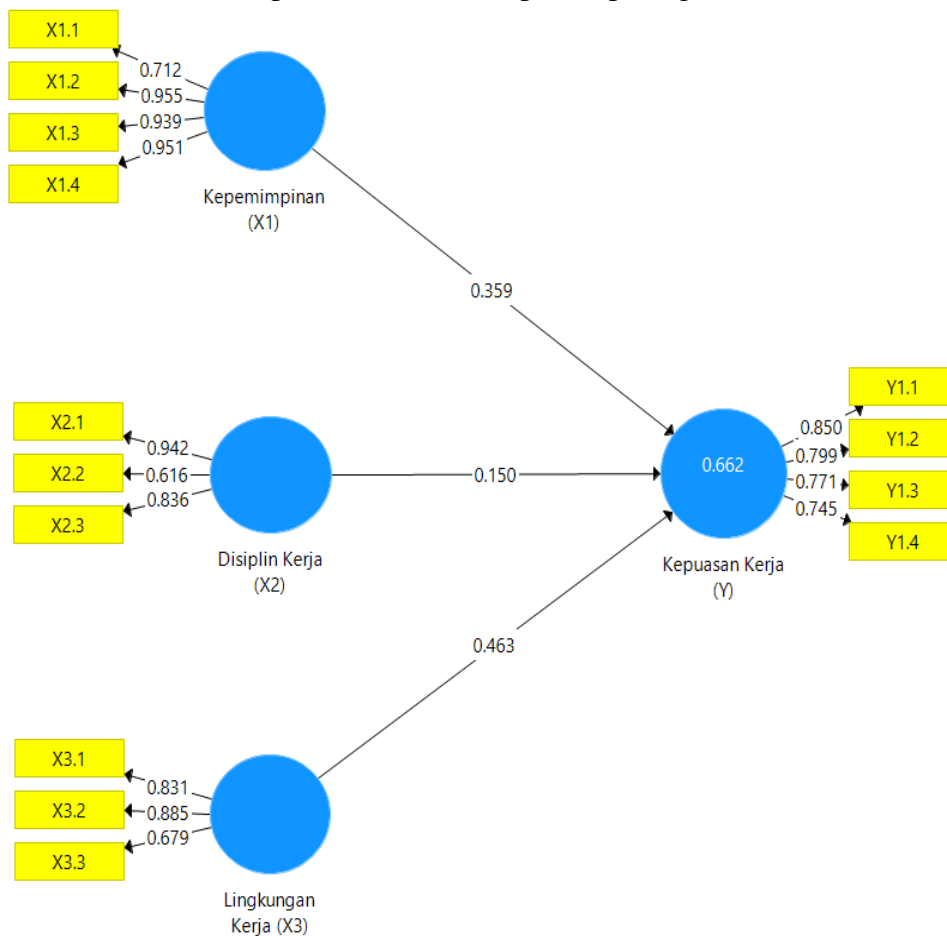 X1.1
X1.2
X1.3
X1.4
0.712
0.955
0.939
0.951
Kepemimpinan
(X1)
0.359
X2.1
X2.2
X2.3
0.942
0.616
0.836
Disiplin Kerja
(X2)
0.150
0.662
Kepuasan Kerja
(Y)
0.850
0.799
0.771
0.745
Y1.1
Y1.2
Y1.3
Y1.4
0.463
X3.1
X3.2
X3.3
0.831
0.885
0.679
Lingkungan
Kerja (X3)